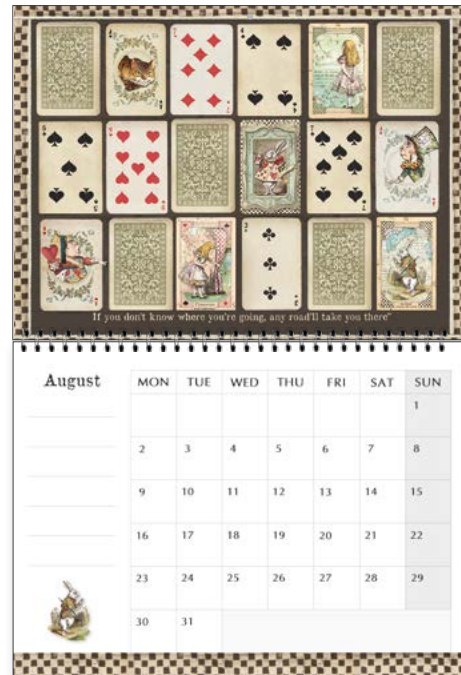 If you don't know where you're going, any road'll take you there"
August
MON TUE WED THU FRI SAT SUN
1
2 3 4 5 6 7 8
9 10 11 12 13 14 15
16 17 18 19 20 21 22
23 24 25 26 27 28 29
30 31